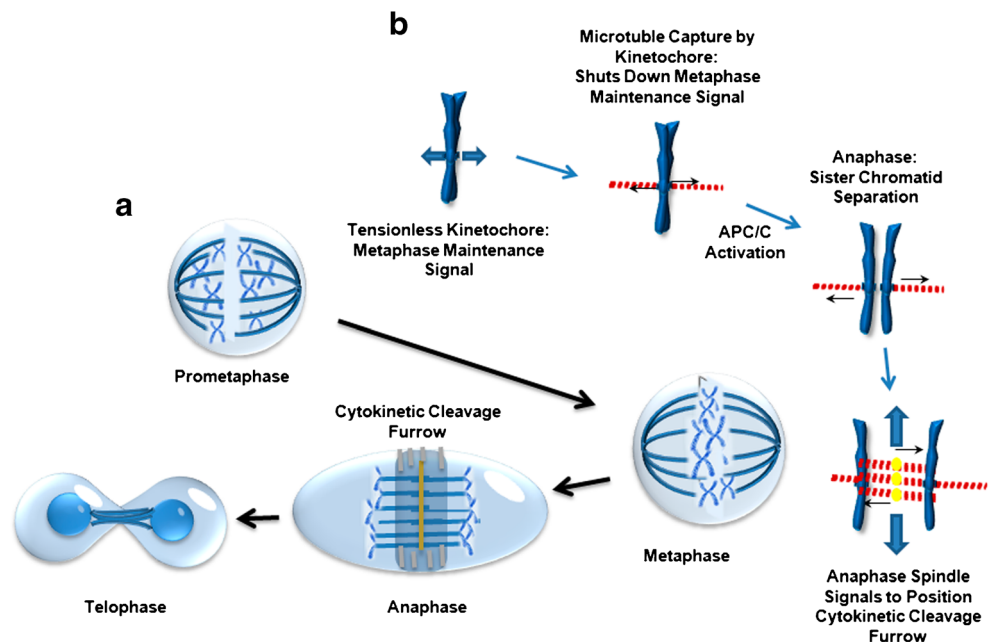 b
Microtuble Capture by
Kinetochore:
Shuts Down Metaphase
Maintenance Signal
Anaphase:
Sister Chromatid
Separation
a
Tensionless Kinetochore:
Metaphase Maintenance
Signal
APC/C
Activation
Prometaphase
Cytokinetic Cleavage
Furrow
Metaphase
Telophase
Anaphase
Anaphase Spindle
Signals to Position
Cytokinetic Cleavage
Furrow